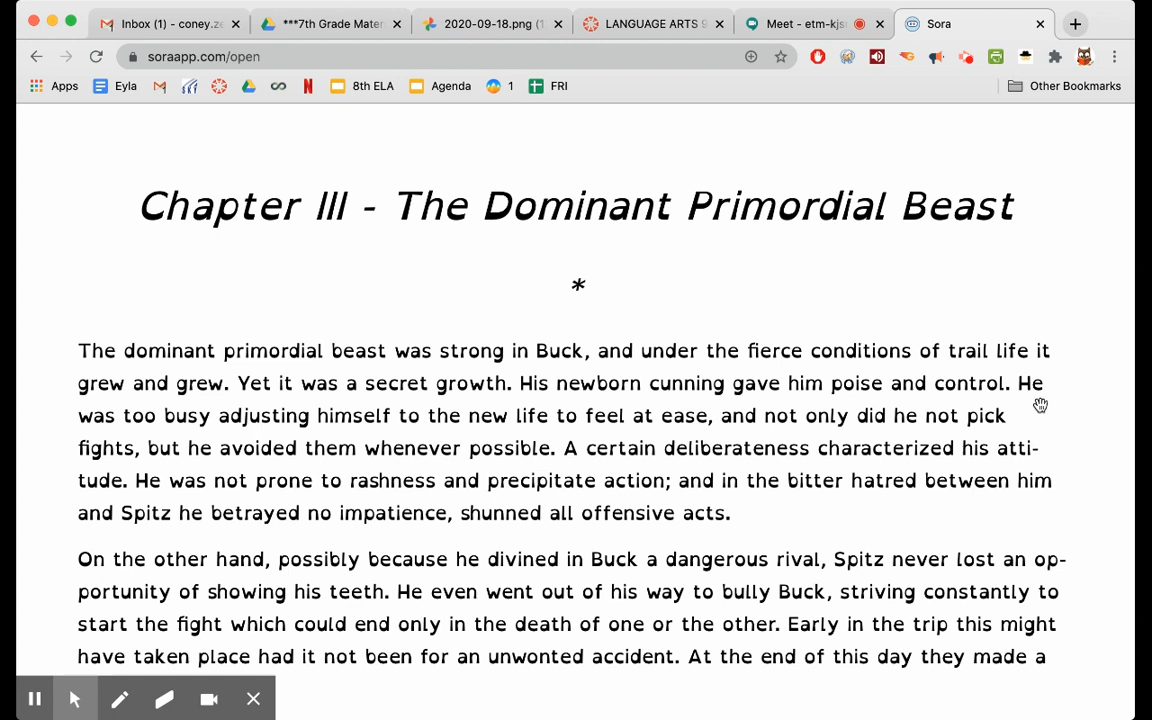 Inbox (1) - coney.ze
***7th Grade Mater
2020-09-18.png (1
LANGUAGE ARTS 9
Meet - etm-kjs
Sora
soraapp.com/open
Apps
Eyla
8th ELA
Agenda
1
FRI
Other Bookmarks
Chapter III - The Dominant Primordial Beast
*
The dominant primordial beast was strong in Buck, and under the fierce conditions of trail life it
grew and grew. Yet it was a secret growth. His newborn cunning gave him poise and control. He
was too busy adjusting himself to the new life to feel at ease, and not only did he not pick
fights, but he avoided them whenever possible. A certain deliberateness characterized his atti-
tude. He was not prone to rashness and precipitate action; and in the bitter hatred between him
and Spitz he betrayed no impatience, shunned all offensive acts.
On the other hand, possibly because he divined in Buck a dangerous rival, Spitz never lost an op-
portunity of showing his teeth. He even went out of his way to bully Buck, striving constantly to
start the fight which could end only in the death of one or the other. Early in the trip this might
have taken place had it not been for an unwonted accident. At the end of this day they made a